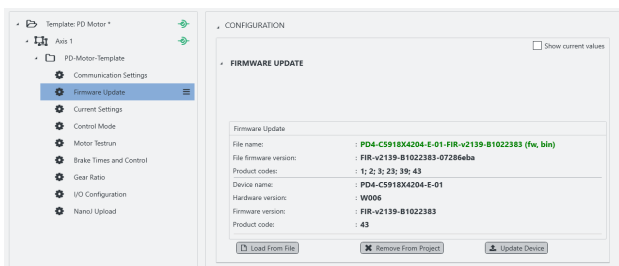 Template: PD Motor *
Axis 1
PD-Motor-Template
Communication Settings
Firmware Update
Current Settings
Control Mode
Motor Testrun
Brake Times and Control
Gear Ratio
I/O Configuration
NanoJ Upload
CONFIGURATION
Show current values
FIRMWARE UPDATE
Firmware Update
File name: : PD4-C5918X4204-E-01-FIR-v2139-B1022383 (fw, bin)
File firmware version: : FIR-v2139-B1022383-07286eba
Product codes: : 1; 2; 3; 23; 39; 43
Device name: : PD4-C5918X4204-E-01
Hardware version: : W006
Firmware version: : FIR-v2139-B1022383
Product code: : 43
Load From File Remove From Project Update Device